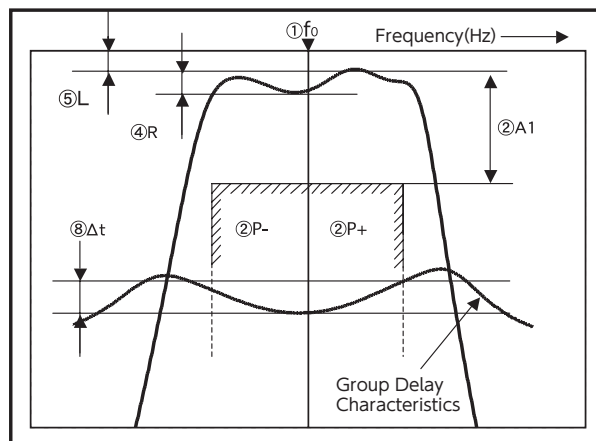 ①f₀
Frequency(Hz)
⑤L
④R
②A1
②P-
②P+
⑧Δt
Group Delay
Characteristics